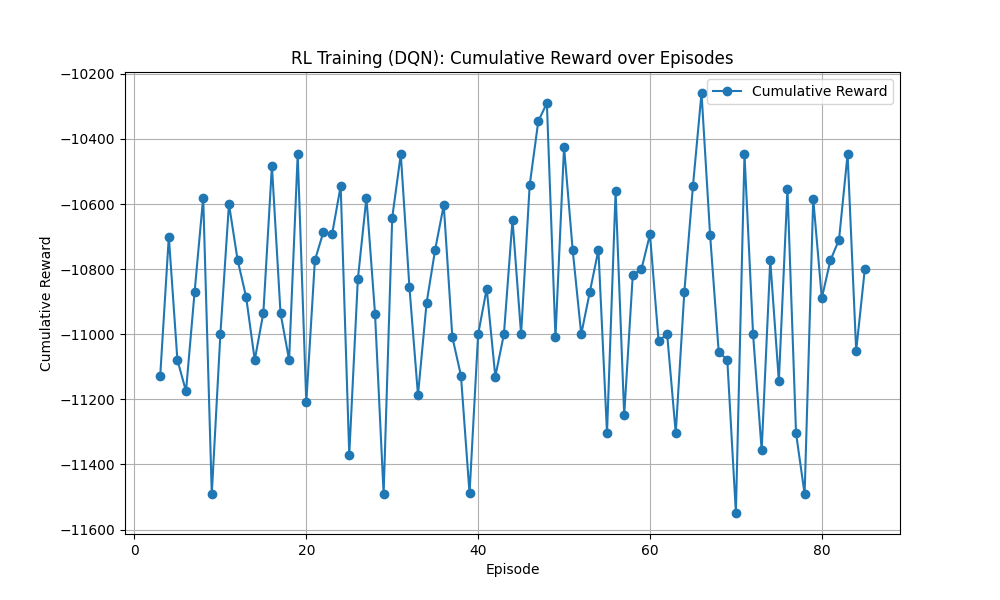 RL Training (DQN): Cumulative Reward over Episodes
Cumulative Reward
−10200
−10400
−10600
−10800
−11000
−11200
−11400
−11600
Cumulative Reward
0 20 40 60 80
Episode